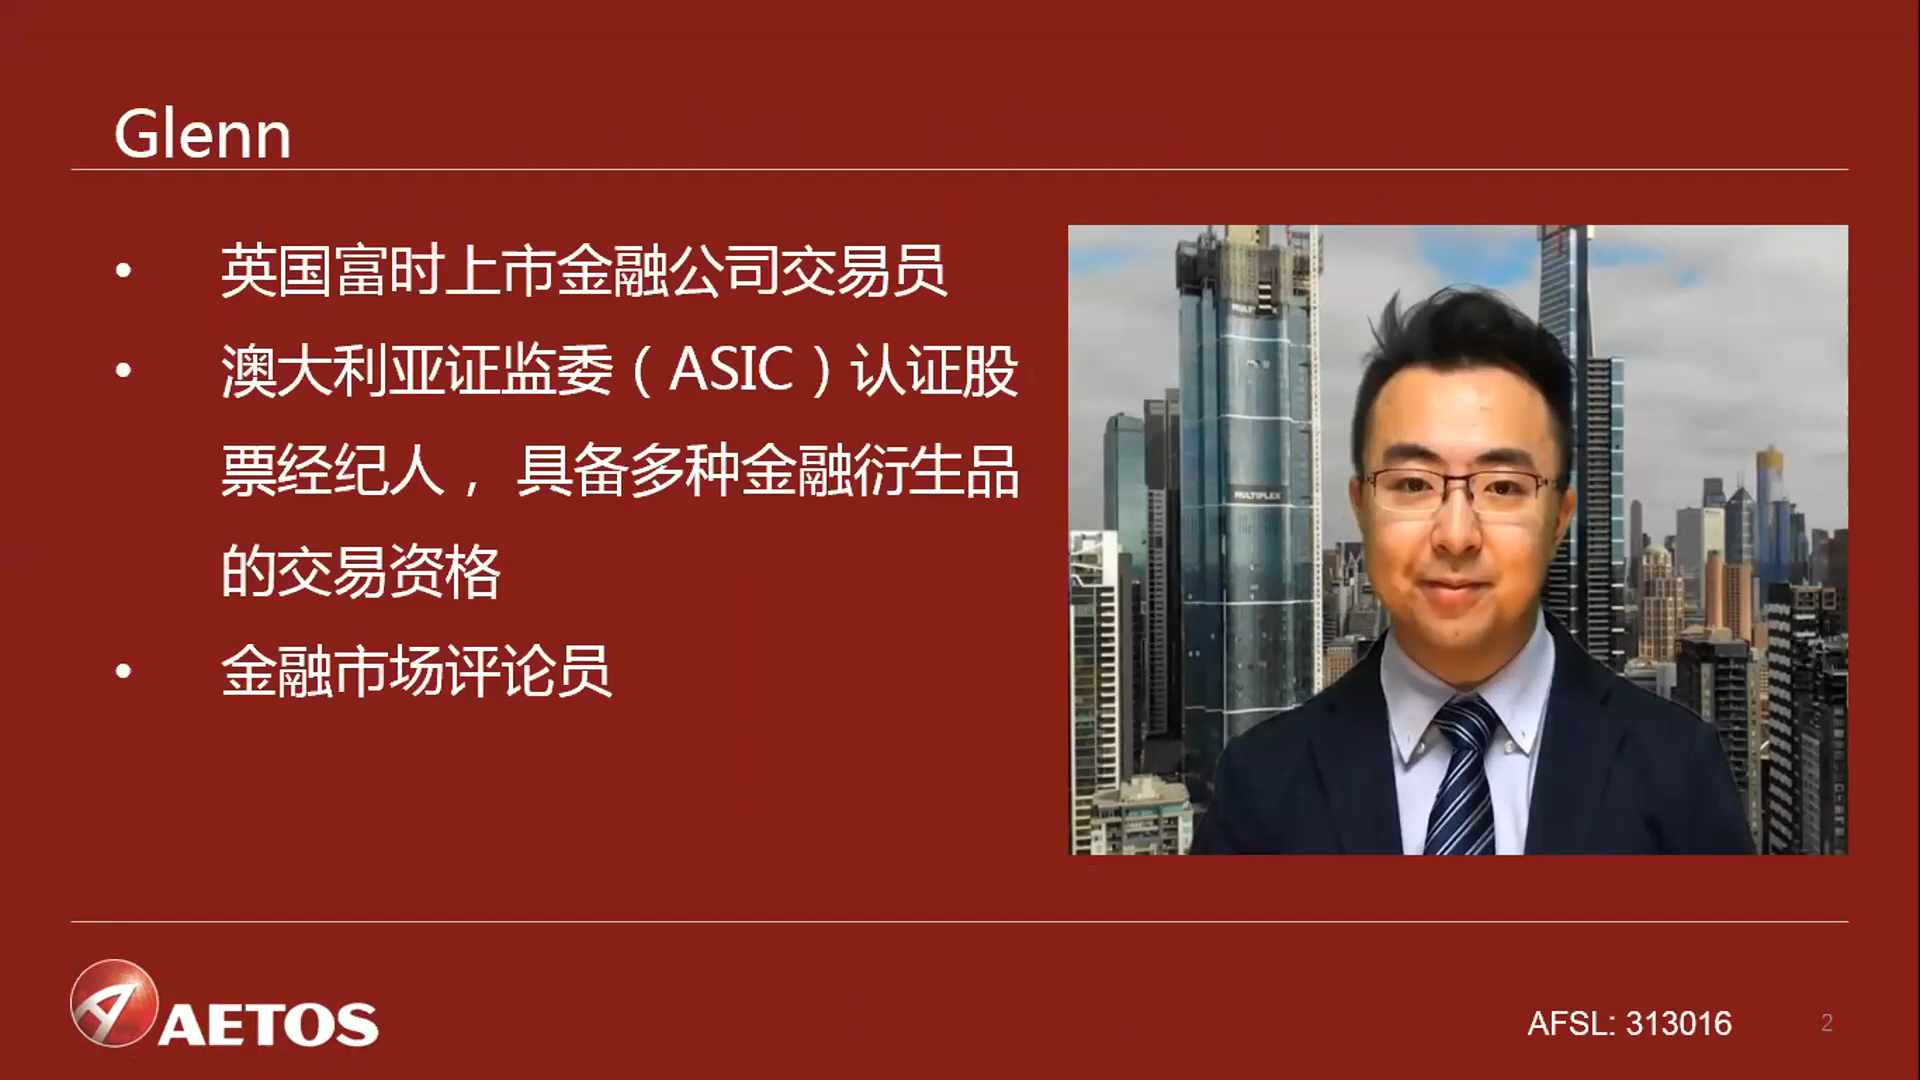 Glenn
• 英国富时上市金融公司交易员
• 澳大利亚证监委（ASIC）认证股
票经纪人， 具备多种金融衍生品
的交易资格
• 金融市场评论员
MULTIPLEX
AETOS
AFSL: 313016
2